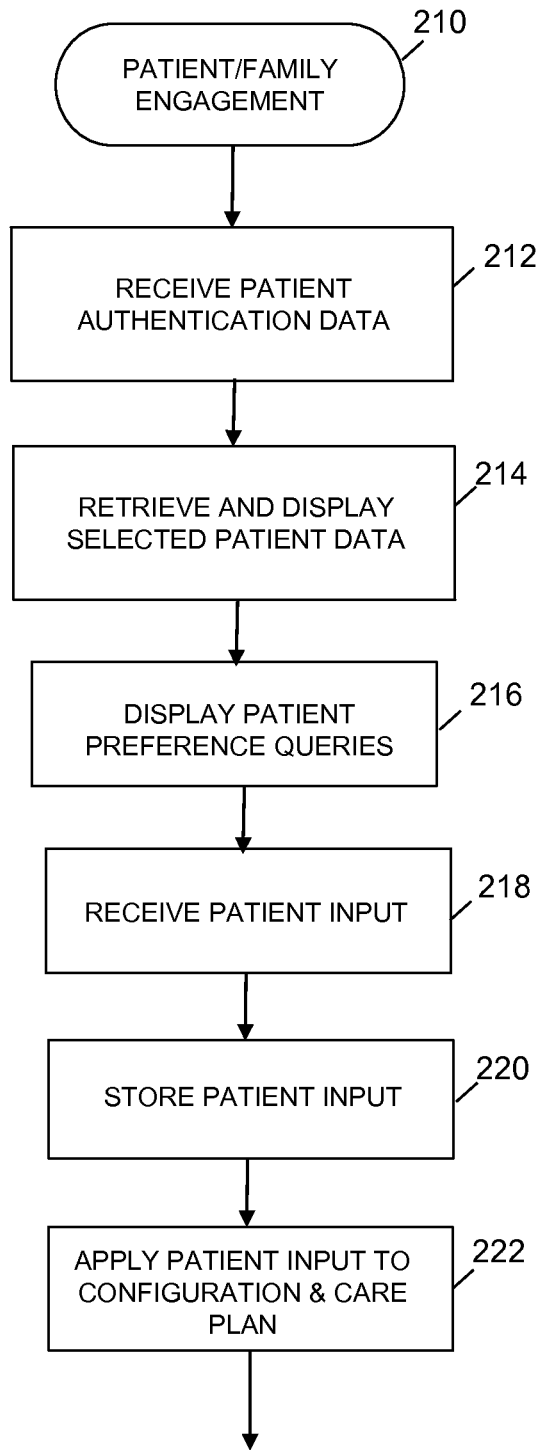 210
PATIENT/FAMILY
ENGAGEMENT
212
RECEIVE PATIENT
AUTHENTICATION DATA
214
RETRIEVE AND DISPLAY
SELECTED PATIENT DATA
216
DISPLAY PATIENT
PREFERENCE QUERIES
218
RECEIVE PATIENT INPUT
220
STORE PATIENT INPUT
222
APPLY PATIENT INPUT TO
CONFIGURATION & CARE
PLAN